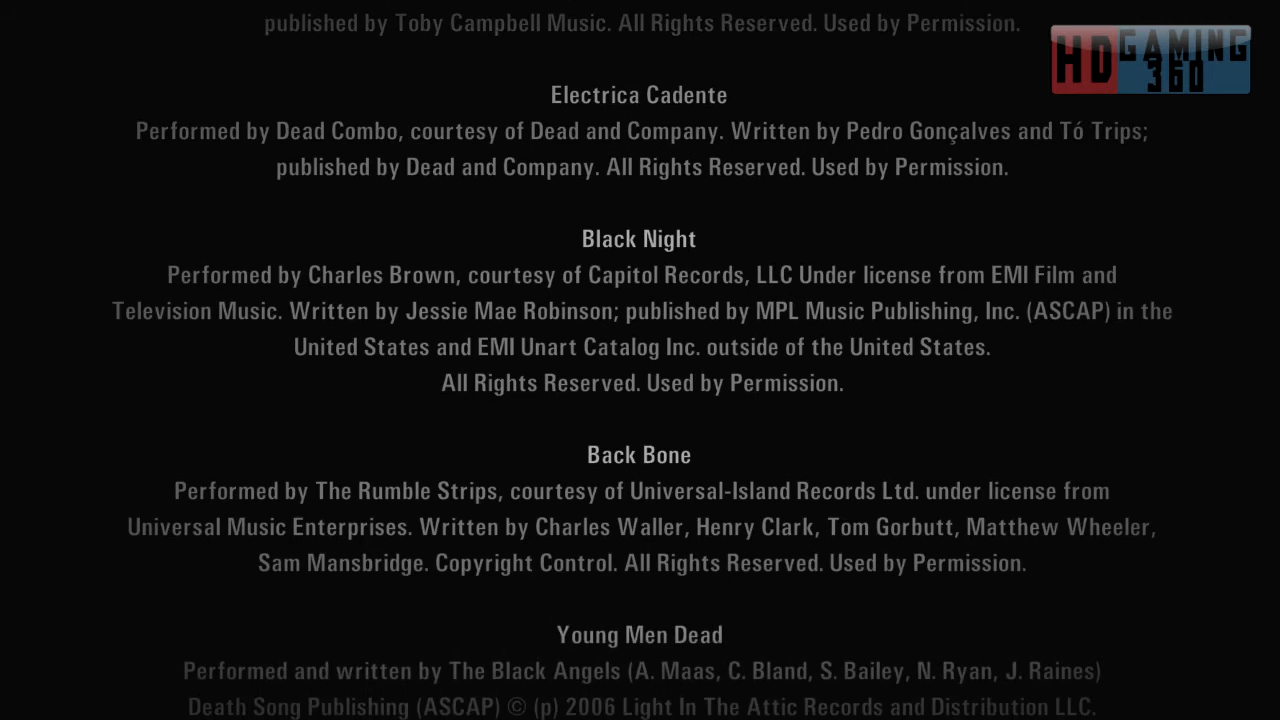 published by Toby Campbell Music. All Rights Reserved. Used by Permission.
HD GAMING 360
Electrica Cadente
Performed by Dead Combo, courtesy of Dead and Company. Written by Pedro Gonçalves and Tó Trips;
published by Dead and Company. All Rights Reserved. Used by Permission.
Black Night
Performed by Charles Brown, courtesy of Capitol Records, LLC Under license from EMI Film and
Television Music. Written by Jessie Mae Robinson; published by MPL Music Publishing, Inc. (ASCAP) in the
United States and EMI Unart Catalog Inc. outside of the United States.
All Rights Reserved. Used by Permission.
Back Bone
Performed by The Rumble Strips, courtesy of Universal-Island Records Ltd. under license from
Universal Music Enterprises. Written by Charles Waller, Henry Clark, Tom Gorbutt, Matthew Wheeler,
Sam Mansbridge. Copyright Control. All Rights Reserved. Used by Permission.
Young Men Dead
Performed and written by The Black Angels (A. Maas, C. Bland, S. Bailey, N. Ryan, J. Raines)
Death Song Publishing (ASCAP) © (p) 2006 Light In The Attic Records and Distribution LLC.